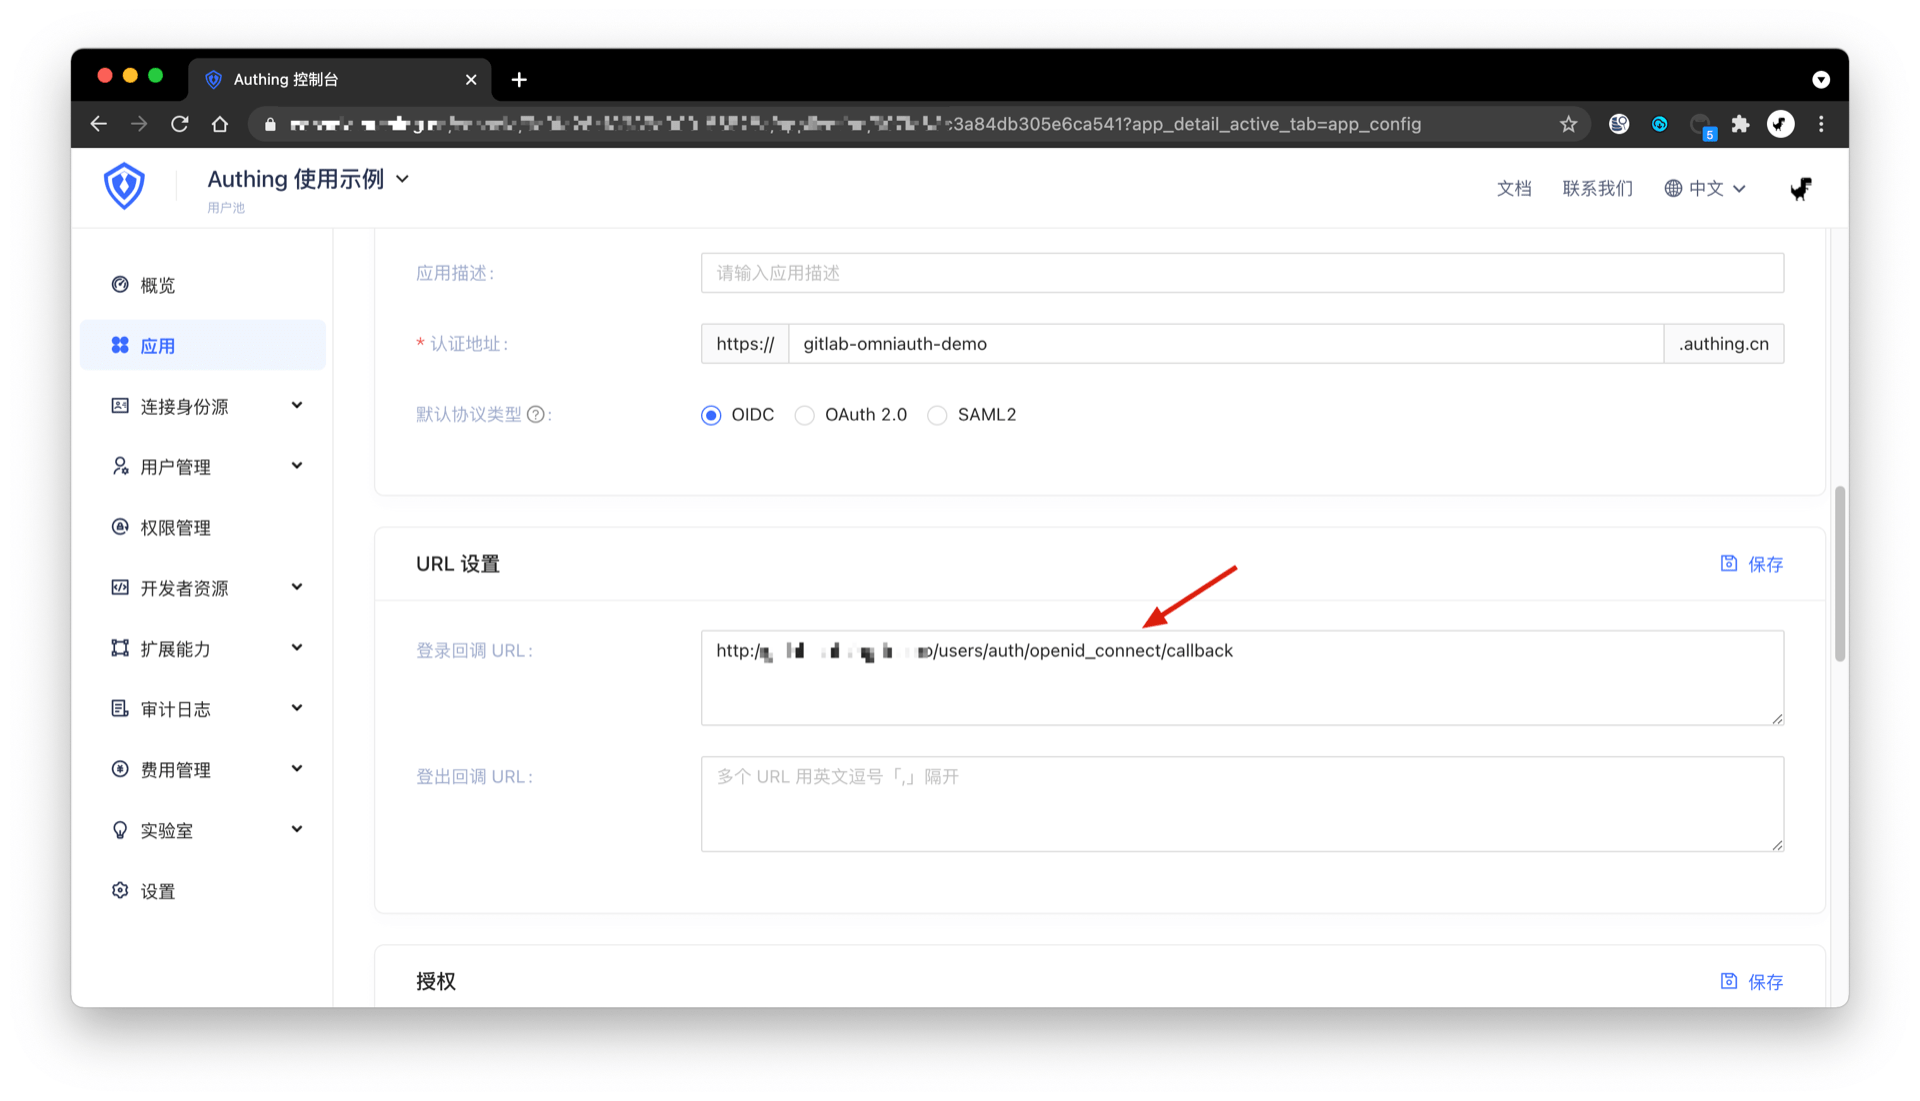 Authing 控制台
:3a84db305e6ca541?app_detail_active_tab=app_config
5
Authing 使用示例
用户池
文档 联系我们 中文
概览
应用
连接身份源
用户管理
权限管理
开发者资源
扩展能力
审计日志
费用管理
实验室
设置
应用描述:
请输入应用描述
* 认证地址:
https:// gitlab-omniauth-demo .authing.cn
默认协议类型 ? :
OIDC OAuth 2.0 SAML2
URL 设置 保存
登录回调 URL:
http:/ /users/auth/openid_connect/callback
登出回调 URL:
多个 URL 用英文逗号「,」隔开
授权 保存